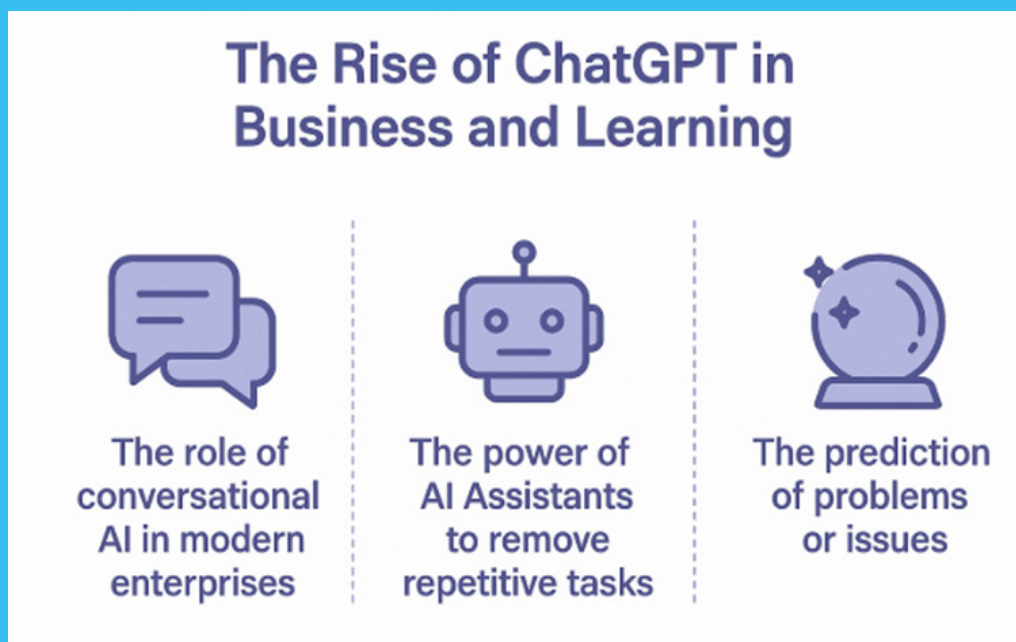 The Rise of ChatGPT in
Business and Learning
The role of
conversational
AI in modern
enterprises
The power of
AI Assistants
to remove
repetitive tasks
The prediction
of problems
or issues